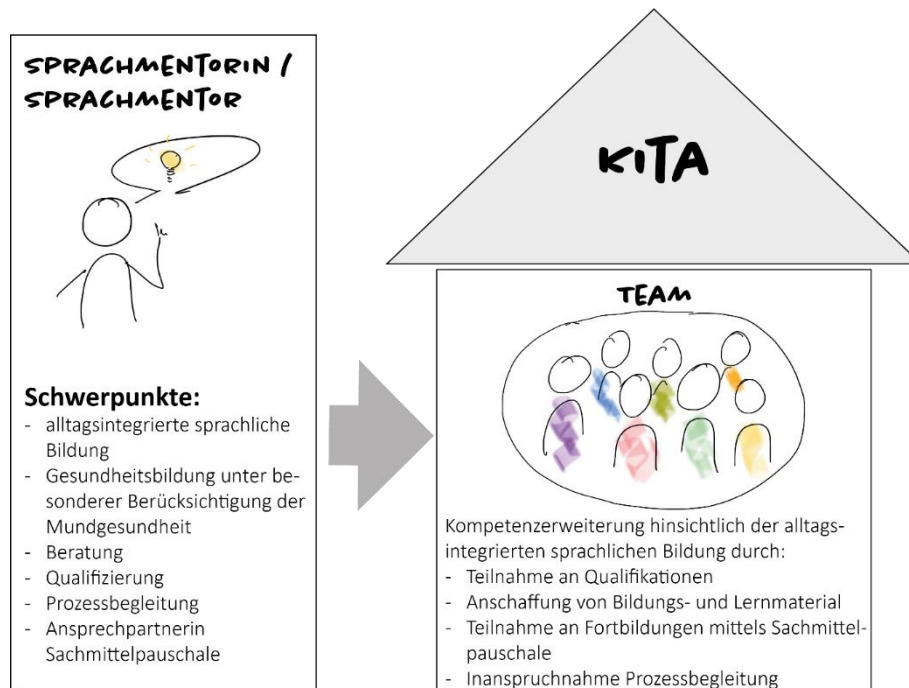 SPRACHMENTORIN /
SPRACHMENTOR
Schwerpunkte:
- alltagsintegrierte sprachliche
Bildung
- Gesundheitsbildung unter be-
sonderer Berücksichtigung der
Mundgesundheit
- Beratung
- Qualifizierung
- Prozessbegleitung
- Ansprechpartnerin
Sachmittelpauschale
KITA
TEAM
Kompetenzerweiterung hinsichtlich der alltags-
integrierten sprachlichen Bildung durch:
- Teilnahme an Qualifikationen
- Anschaffung von Bildungs- und Lernmaterial
- Teilnahme an Fortbildungen mittels Sachmittel-
pauschale
- Inanspruchnahme Prozessbegleitung